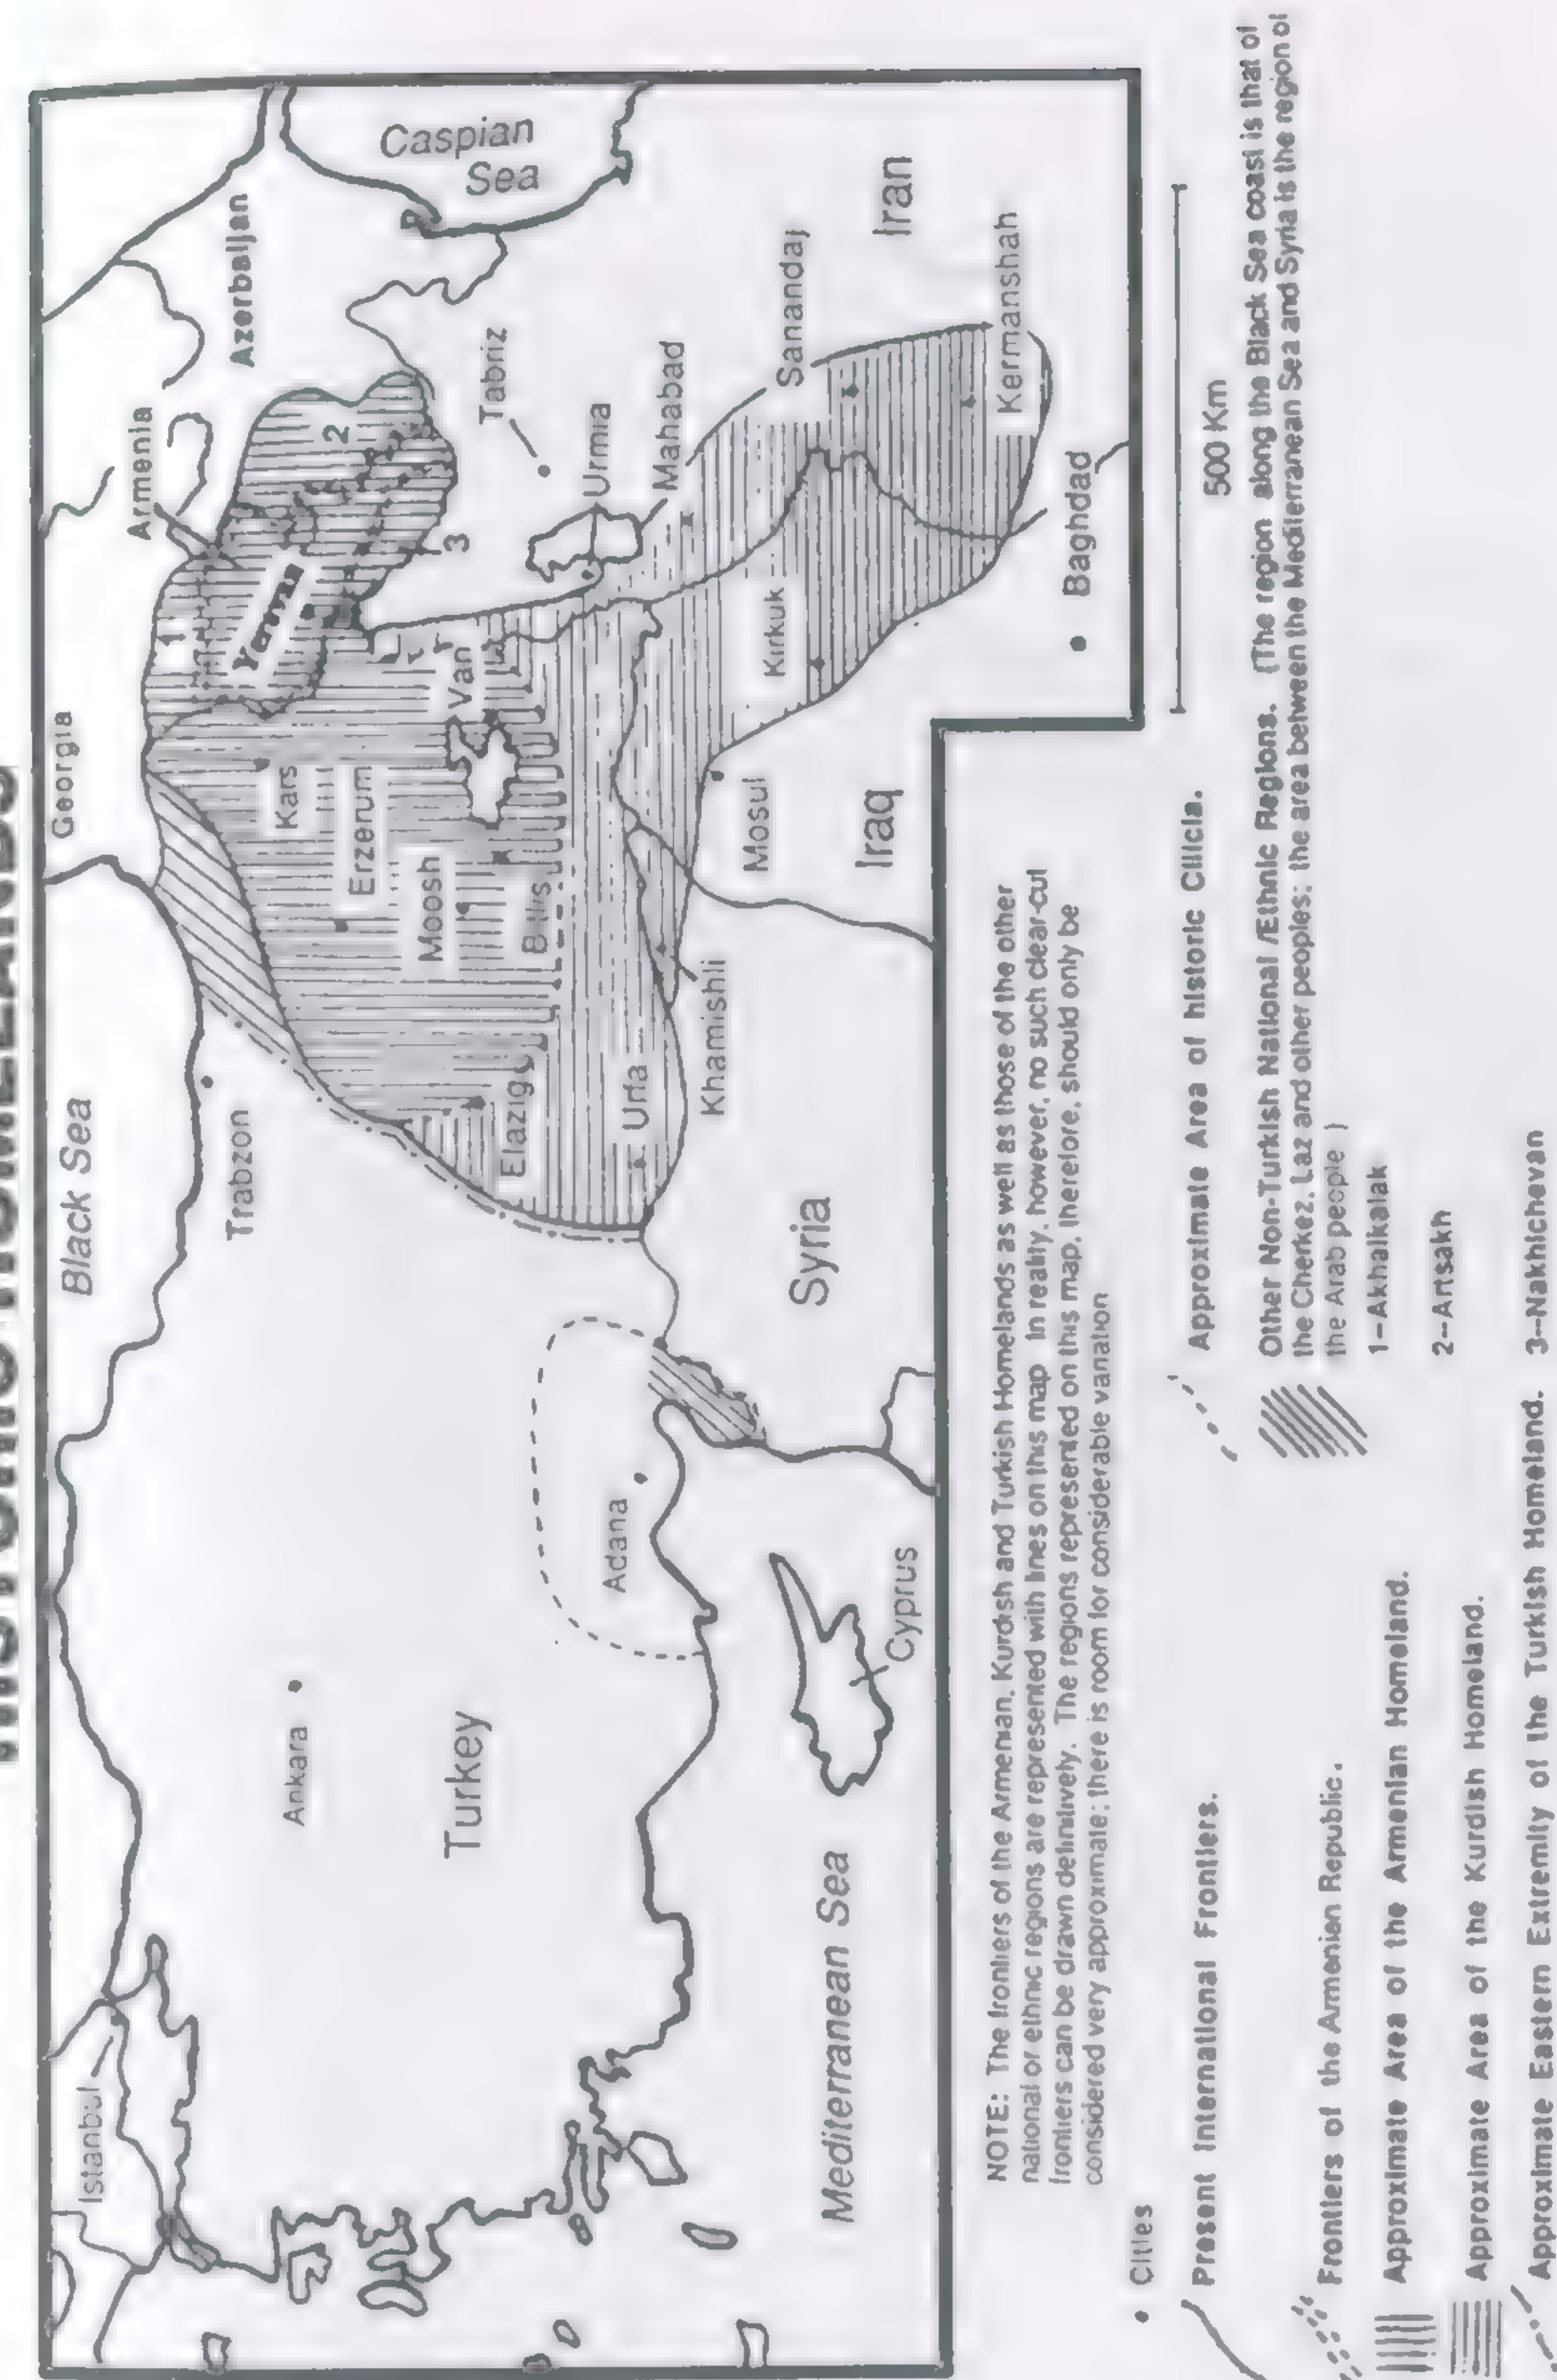 Georgia
Black Sea
Istanbul
Trabzon
Ankara
Turkey
Armenia
Azerbaijan
Caspian
Sea
1
2
3
Kars
Erzerum
Moosh
Van
Bitlis
Elazig
Urfa
Tabriz
Urmia
Mahabad
Sanandaj
Kermanshah
Iran
Kirkuk
Mosul
Iraq
Baghdad
Khamishli
Syria
Adana
Cyprus
Mediterranean Sea
NOTE: The frontiers of the Armenian, Kurdish and Turkish Homelands as well as those of the other
national or ethnic regions are represented with lines on this map In reality, however, no such clear-cut
frontiers can be drawn definitively. The regions represented on this map, therefore, should only be
considered very approximate; there is room for considerable variation
500 Km
Cities
Present International Frontiers.
Frontiers of the Armenian Republic.
Approximate Area of the Armenian Homeland.
Approximate Area of the Kurdish Homeland.
Approximate Eastern Extremity of the Turkish Homeland.
Approximate Area of historic Cilicia.
Other Non-Turkish National /Ethnic Regions. (The region along the Black Sea coast is that of
the Cherkez, Laz and other peoples; the area between the Medierranean Sea and Syria is the region of
the Arab people )
1-Akhalkalak
2--Artsakh
3--Nakhichevan